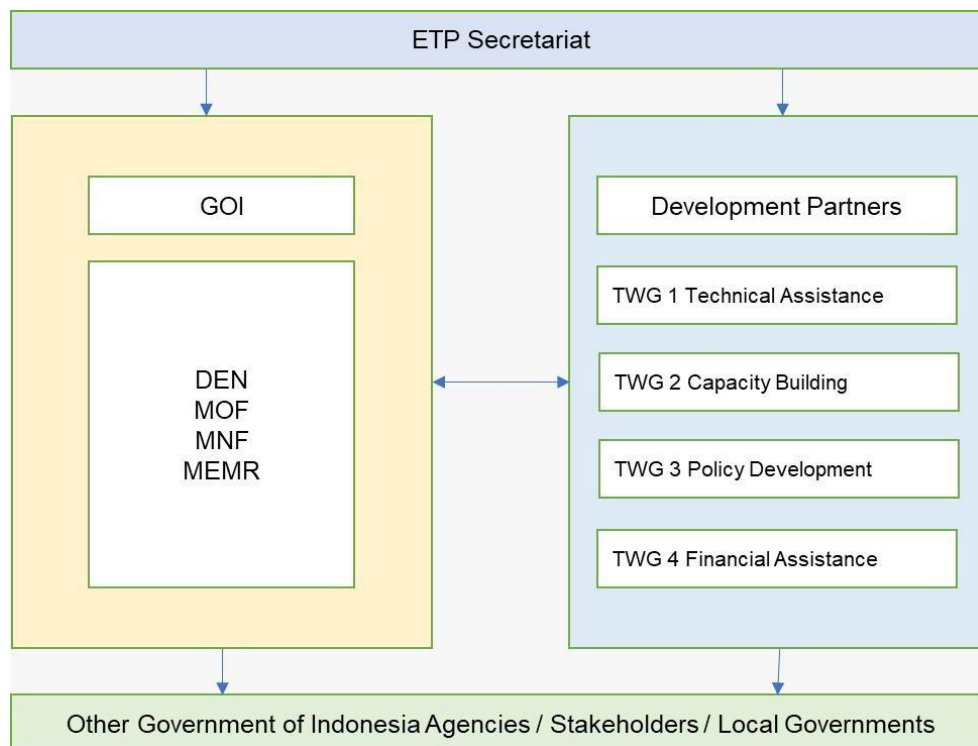 ETP Secretariat
GOI
DEN
MOF
MNF
MEMR
Development Partners
TWG 1 Technical Assistance
TWG 2 Capacity Building
TWG 3 Policy Development
TWG 4 Financial Assistance
Other Government of Indonesia Agencies / Stakeholders / Local Governments